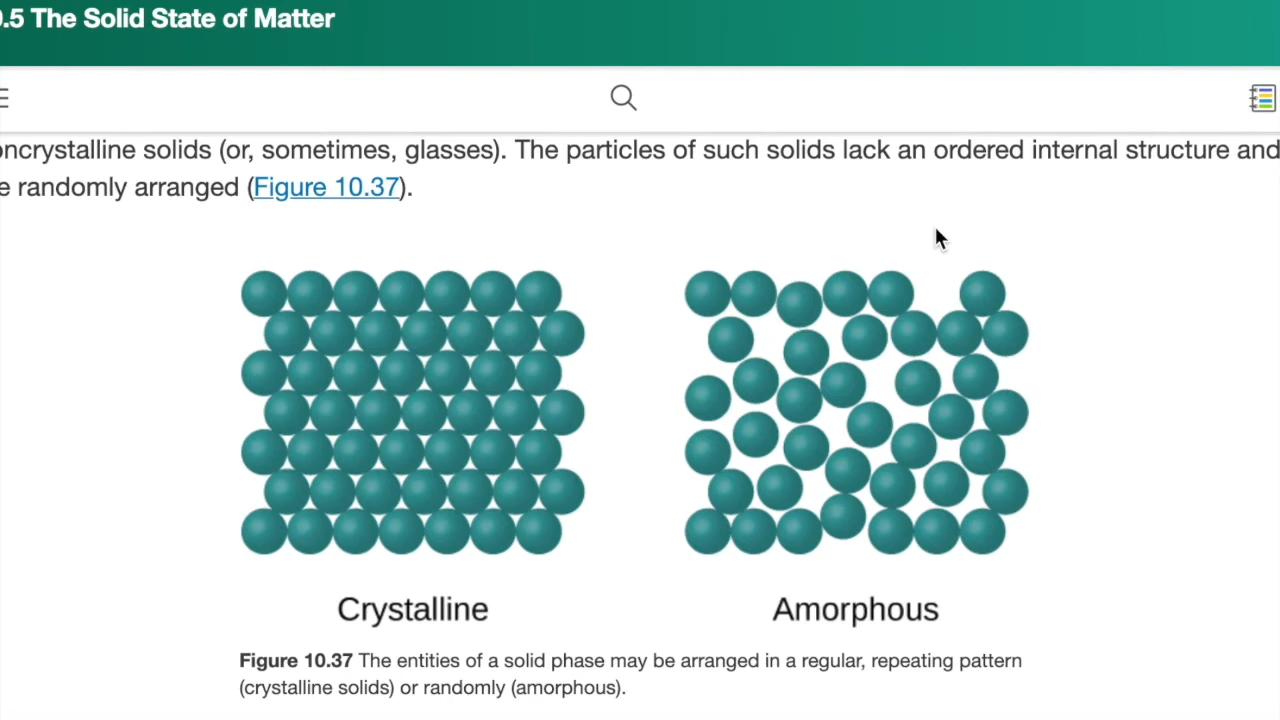 .5 The Solid State of Matter
oncrystalline solids (or, sometimes, glasses). The particles of such solids lack an ordered internal structure and
e randomly arranged (Figure 10.37).
Crystalline
Amorphous
Figure 10.37 The entities of a solid phase may be arranged in a regular, repeating pattern
(crystalline solids) or randomly (amorphous).